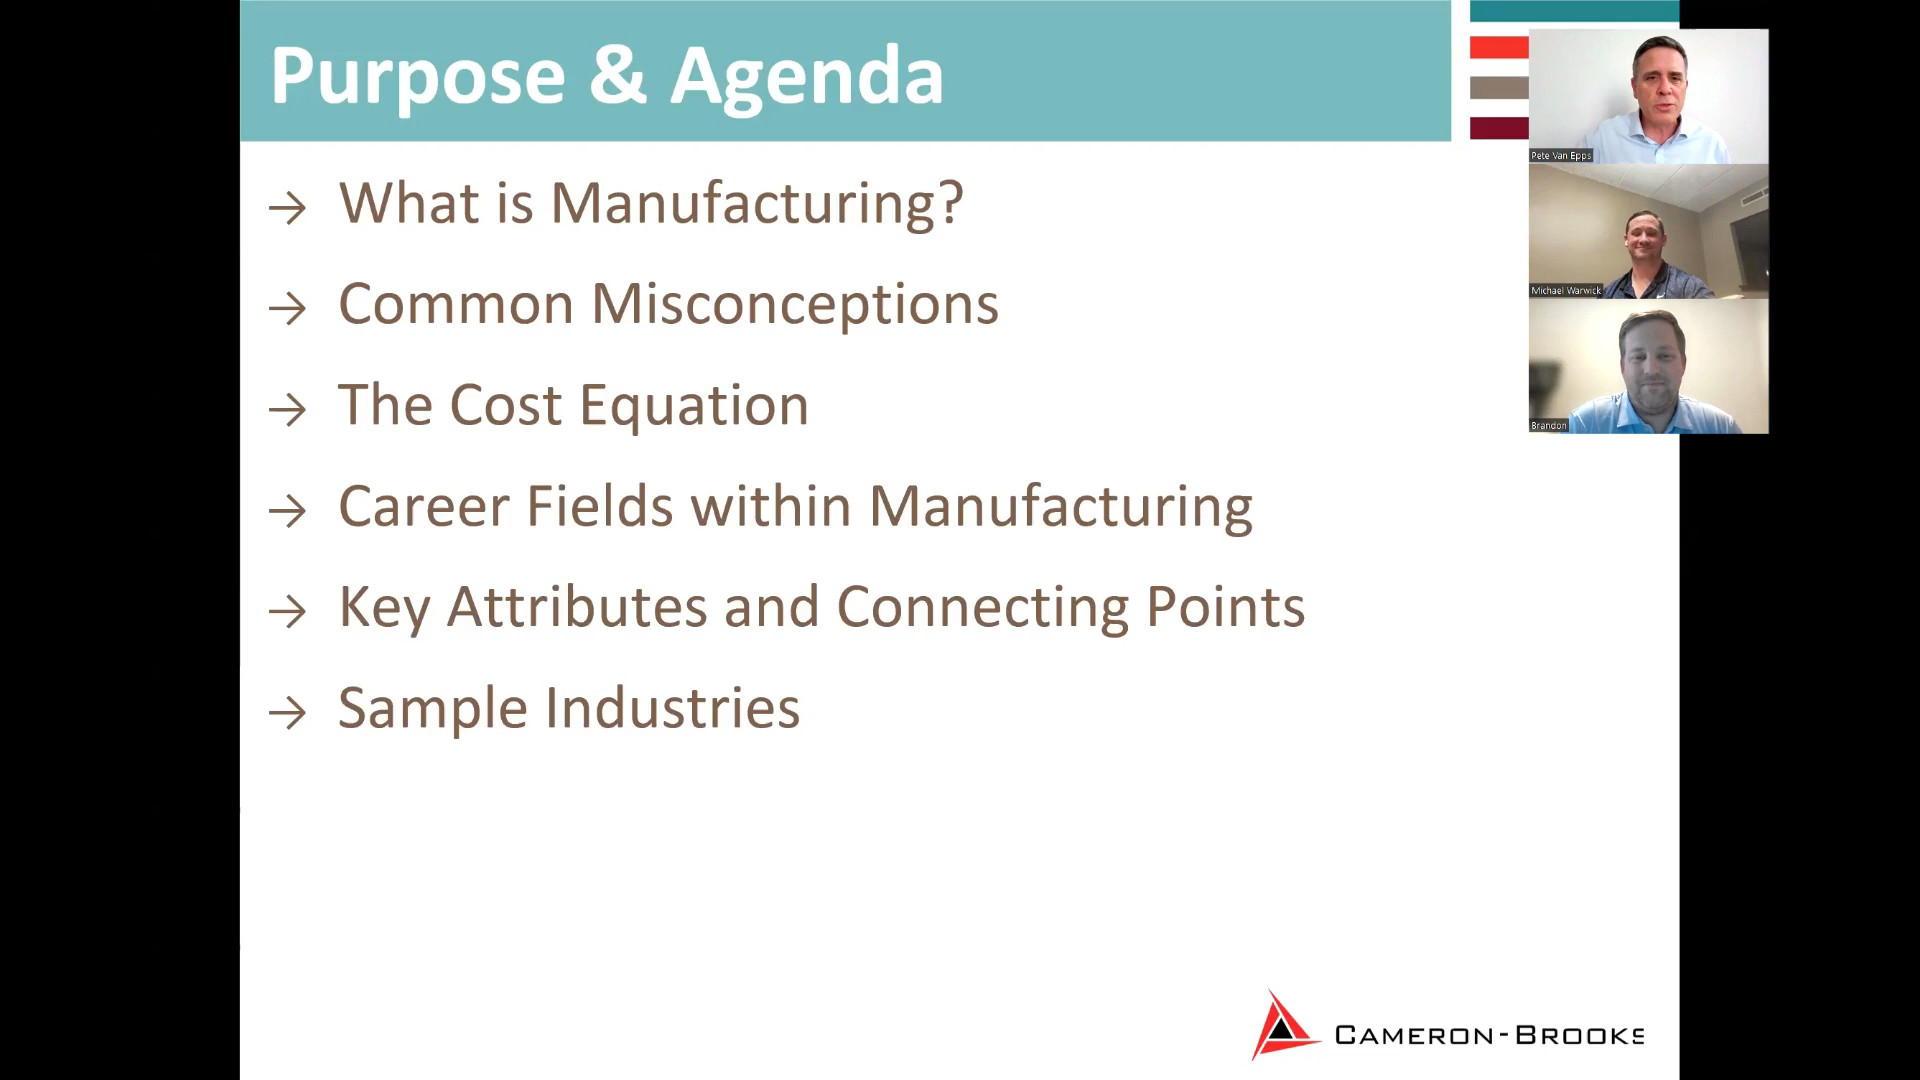 Purpose & Agenda
→ What is Manufacturing?
→ Common Misconceptions
→ The Cost Equation
→ Career Fields within Manufacturing
→ Key Attributes and Connecting Points
→ Sample Industries
Pete Van Epps
Michael Warwick
Brandon
CAMERON-BROOKS